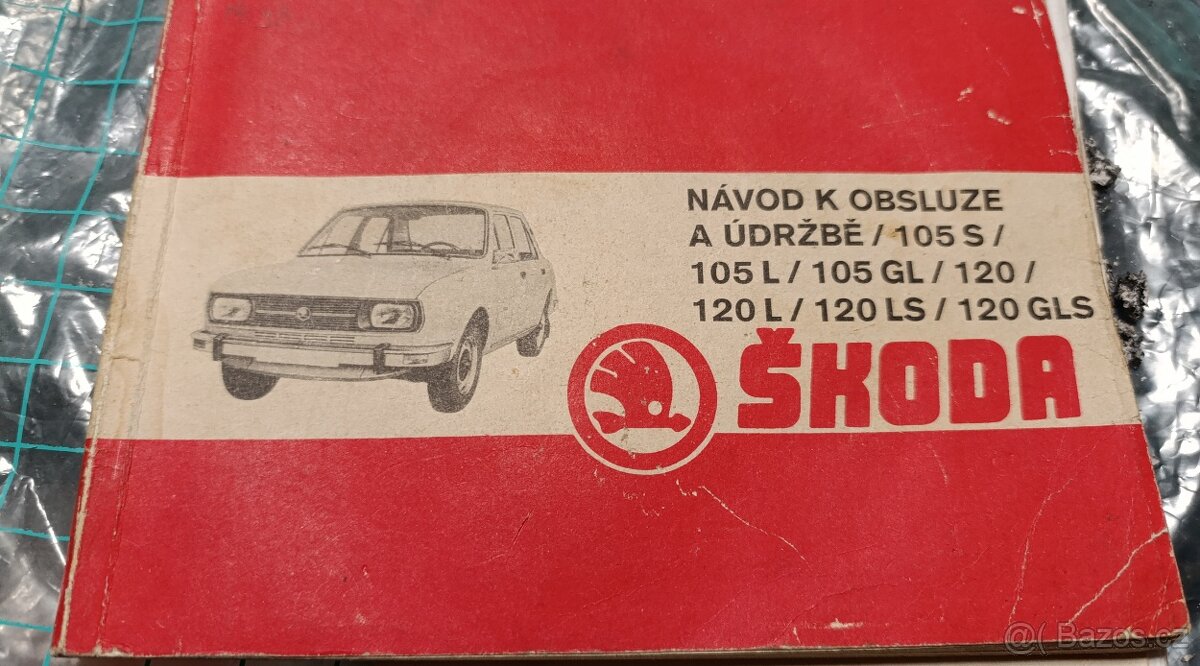 NÁVOD K OBSLUZE
A ÚDRŽBĚ / 105 S /
105 L / 105 GL / 120 /
120 L / 120 LS / 120 GLS
ŠKODA
@( Bazos.cz